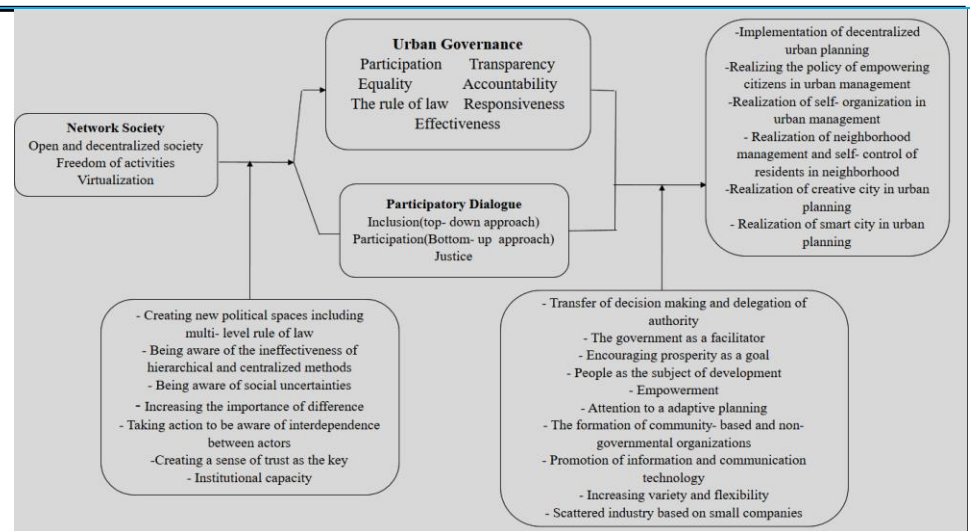 Network Society
Open and decentralized society
Freedom of activities
Virtualization
Urban Governance
Participation Transparency
Equality Accountability
The rule of law Responsiveness
Effectiveness
Participatory Dialogue
Inclusion(top- down approach)
Participation(Bottom- up approach)
Justice
-Implementation of decentralized
urban planning
-Realizing the policy of empowering
citizens in urban management
-Realization of self- organization in
urban management
- Realization of neighborhood
management and self- control of
residents in neighborhood
-Realization of creative city in urban
planning
- Realization of smart city in urban
planning
- Creating new political spaces including
multi- level rule of law
- Being aware of the ineffectiveness of
hierarchical and centralized methods
- Being aware of social uncertainties
- Increasing the importance of difference
- Taking action to be aware of interdependence
between actors
-Creating a sense of trust as the key
- Institutional capacity
- Transfer of decision making and delegation of
authority
- The government as a facilitator
- Encouraging prosperity as a goal
- People as the subject of development
- Empowerment
- Attention to a adaptive planning
- The formation of community- based and non-
governmental organizations
- Promotion of information and communication
technology
- Increasing variety and flexibility
- Scattered industry based on small companies